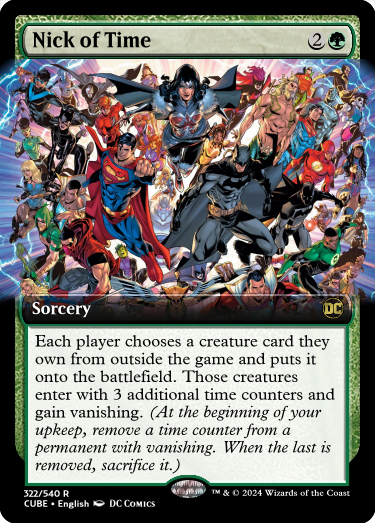 Nick of Time 2
Sorcery
DC
Each player chooses a creature card they
own from outside the game and puts it
onto the battlefield. Those creatures
enter with 3 additional time counters and
gain vanishing. (At the beginning of your
upkeep, remove a time counter from a
permanent with vanishing. When the last is
removed, sacrifice it.)
322/540 R
CUBE • English DC COMICS
™ & © 2024 Wizards of the Coast